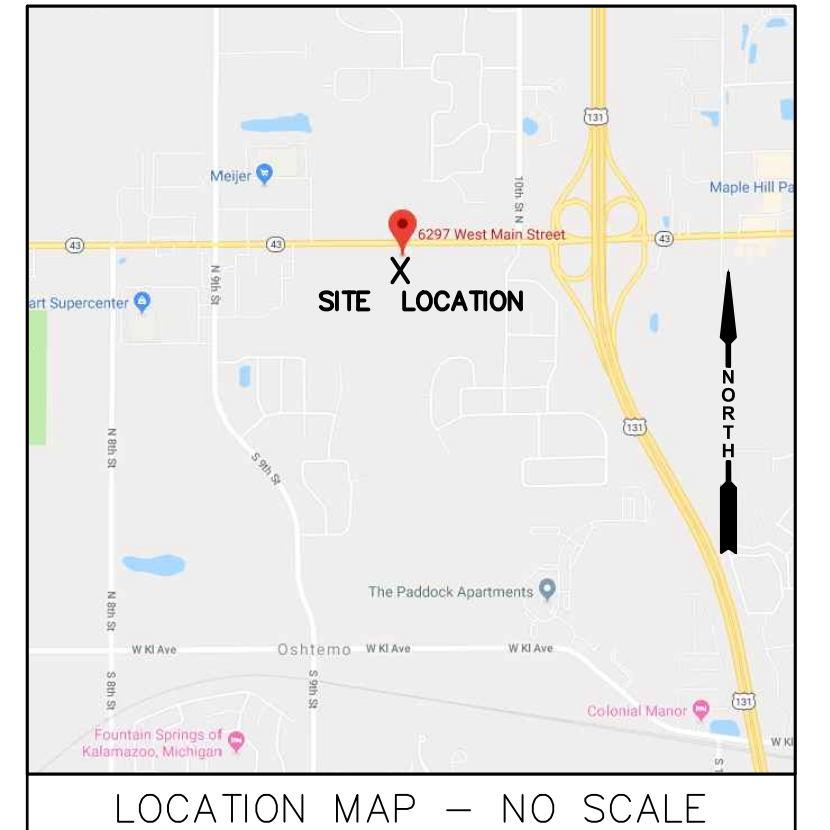 131
Meijer
10th St N
Maple Hill Pa
6297 West Main Street
43
43
43
X
SITE LOCATION
N 9th St
art Supercenter
NORTH
131
N 8th St
S 9th St
The Paddock Apartments
N 8th St
W Kl Ave
Oshtemo
W Kl Ave
W Kl Ave
S 8th St
S 9th St
131
Colonial Manor
Fountain Springs of
Kalamazoo, Michigan
W Kl
S 1
LOCATION MAP – NO SCALE